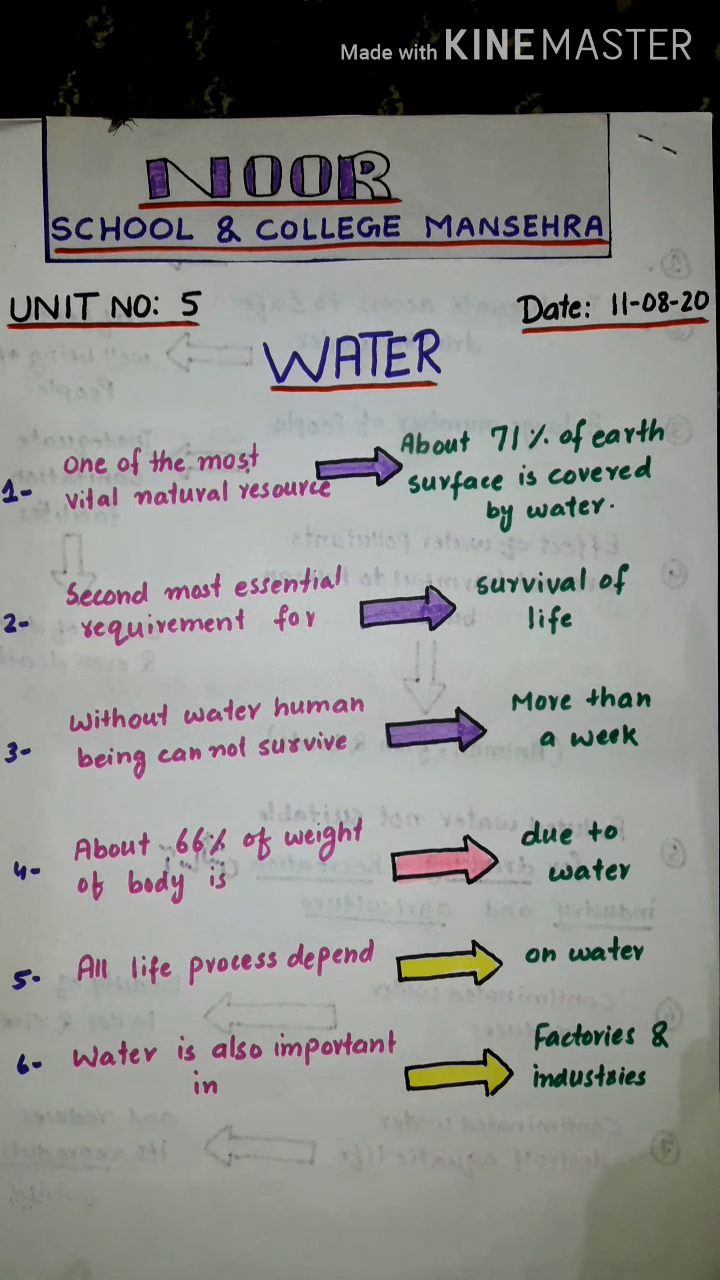 Made with KINEMASTER
NOOR
SCHOOL & COLLEGE MANSEHRA
UNIT NO: 5
Date: 11-08-20
WATER
1- One of the most
vital natural resource
About 71% of earth
surface is covered
by water.
2- Second most essential
requirement for
survival of
life
3- Without water human
being can not survive
More than
a week
4- About 66% of weight
of body is
due to
water
5- All life process depend
on water
6- Water is also important
in
Factories &
industries